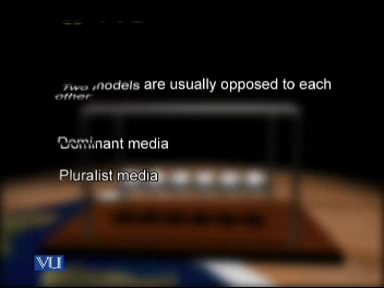 Two models are usually opposed to each
other:
Dominant media
Pluralist media
VU